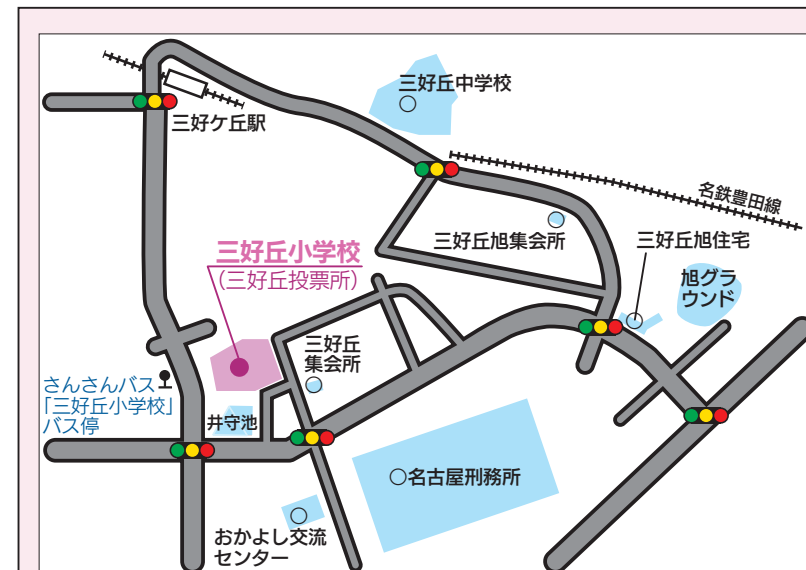 三好丘中学校
三好ケ丘駅
名鉄豊田線
三好丘旭集会所
三好丘旭住宅
三好丘小学校
(三好丘投票所)
旭グラ
ウンド
三好丘
集会所
さんさんバス
「三好丘小学校」
バス停
井守池
名古屋刑務所
おかよし交流
センター